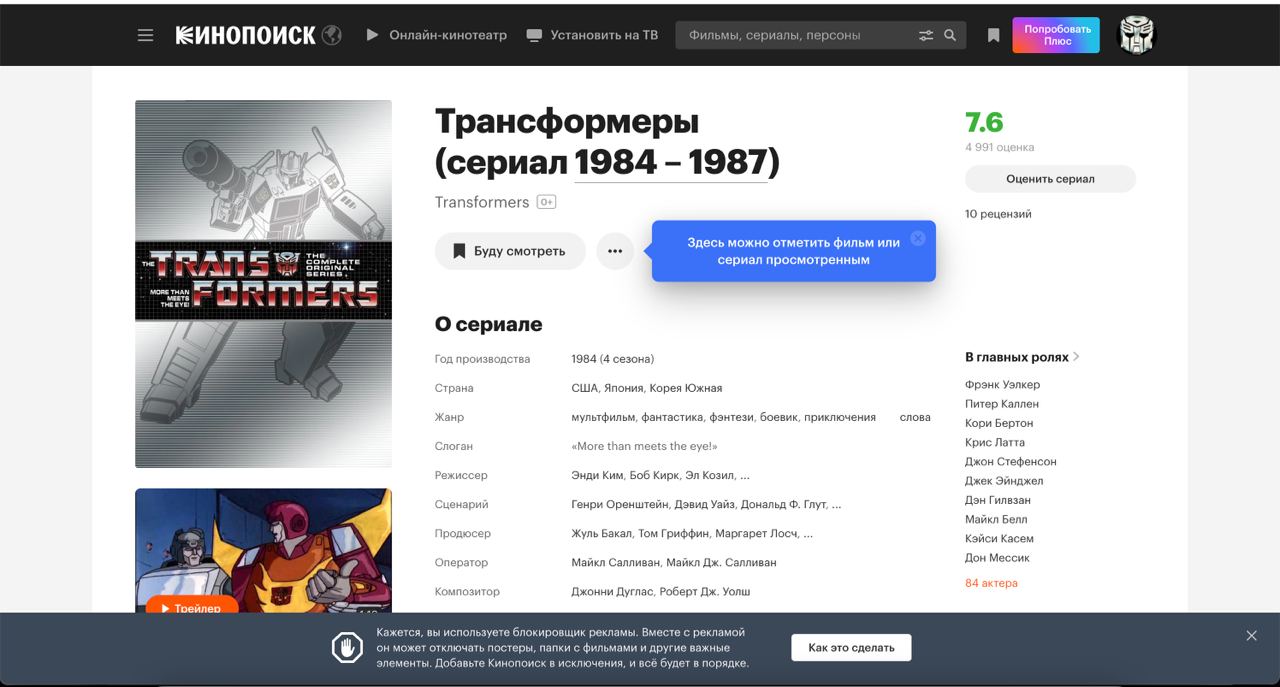 КИНОПОИСК
Онлайн-кинотеатр
Установить на ТВ
Фильмы, сериалы, персоны
Попробовать
Плюс
THE TRANSFORMERS
THE
COMPLETE
ORIGINAL
SERIES.
MORE THAN
MEETS
THE EYE!
Трансформеры
(сериал 1984 – 1987)
Transformers 0+
Буду смотреть
Здесь можно отметить фильм или
сериал просмотренным
7.6
4 991 оценка
Оценить сериал
10 рецензий
О сериале
Год производства 1984 (4 сезона)
Страна США, Япония, Корея Южная
Жанр мультфильм, фантастика, фэнтези, боевик, приключения слова
Слоган «More than meets the eye!»
Режиссер Энди Ким, Боб Кирк, Эл Козил, ...
Сценарий Генри Оренштейн, Дэвид Уайз, Дональд Ф. Глут, ...
Продюсер Жуль Бакал, Том Гриффин, Маргарет Лосч, ...
Оператор Майкл Салливан, Майкл Дж. Салливан
Композитор Джонни Дуглас, Роберт Дж. Уолш
В главных ролях
Фрэнк Уэлкер
Питер Каллен
Кори Бертон
Крис Латта
Джон Стефенсон
Джек Эйнджел
Дэн Гилвзан
Майкл Белл
Кэйси Касем
Дон Мессик
84 актера
Трейлер
Кажется, вы используете блокировщик рекламы. Вместе с рекламой
он может отключать постеры, папки с фильмами и другие важные
элементы. Добавьте Кинопоиск в исключения, и всё будет в порядке.
Как это сделать